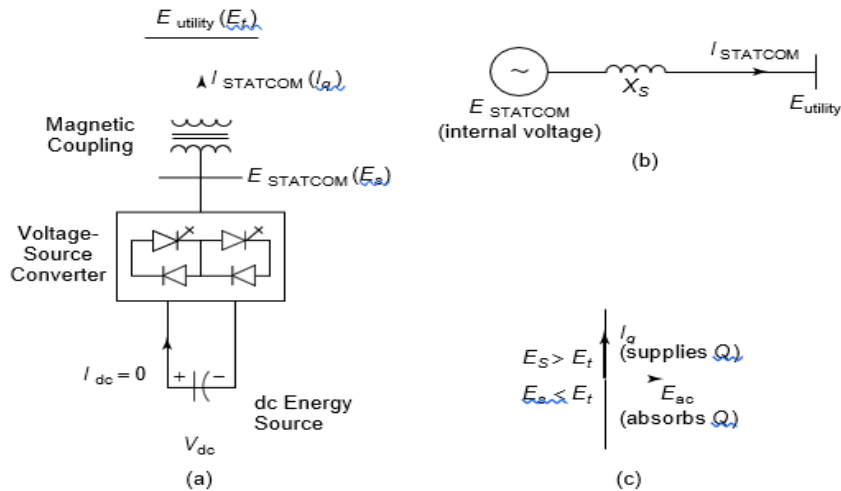 E utility (Et)
I STATCOM (Iq)
Magnetic
Coupling
E STATCOM (Es)
Voltage-
Source
Converter
I dc = 0
+ −
dc Energy
Source
Vdc
(a)
~
XS
I STATCOM
E STATCOM
(internal voltage)
Eutility
(b)
ES > Et
Iq
(supplies Q)
Es < Et
Eac
(absorbs Q)
(c)